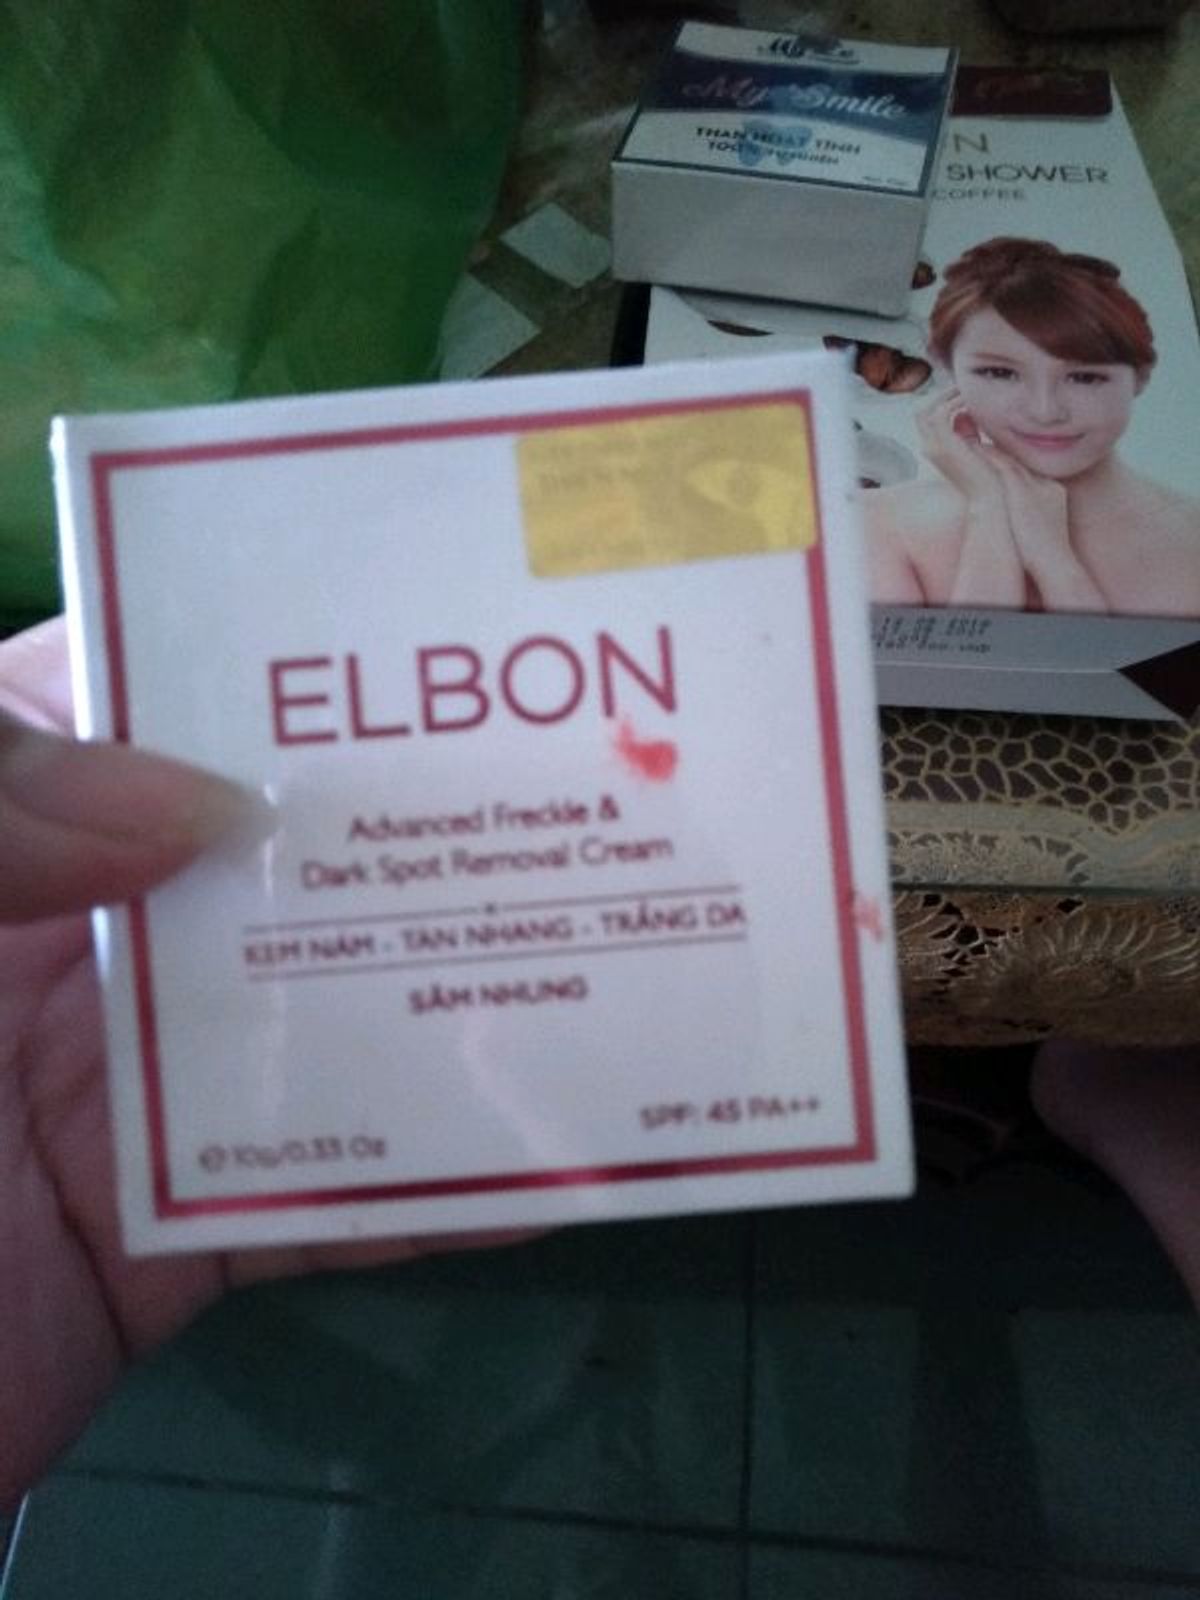 My Smile
THAN HOẠT TÍNH
N
SHOWER
COFFEE
ELBON
Advanced Freckle &
Dark Spot Removal Cream
KEM NÁM - TÀN NHANG - TRẮNG DA
SÂM NHUNG
SPF: 45 PA++
℮ 10g/0.33 Oz